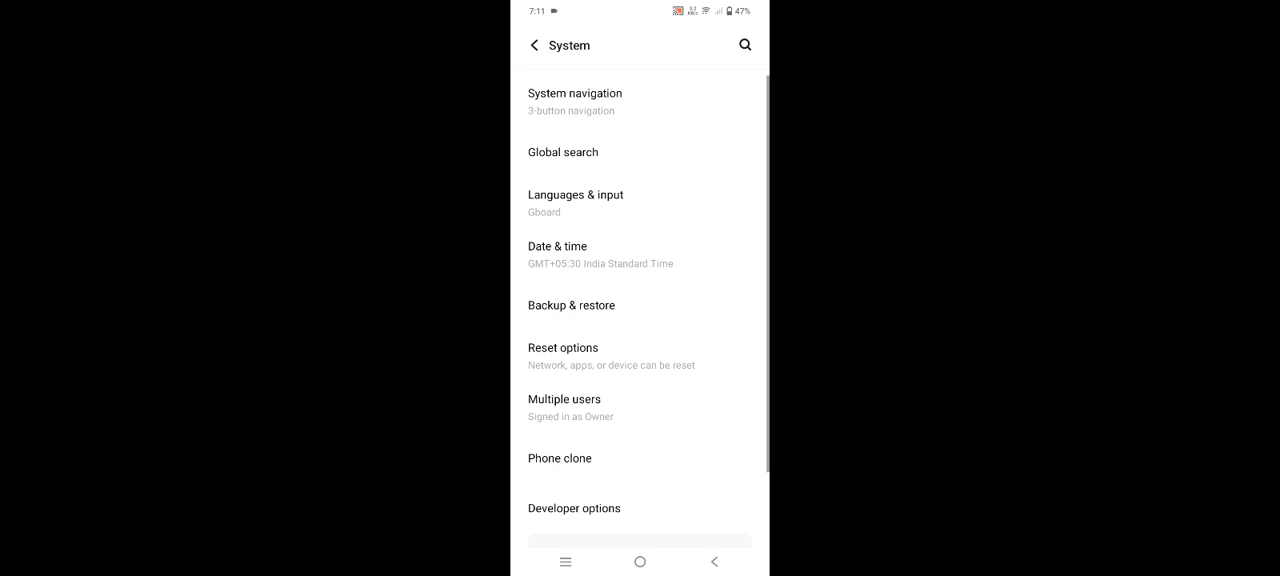 7:11
47%
System
System navigation
3-button navigation
Global search
Languages & input
Gboard
Date & time
GMT+05:30 India Standard Time
Backup & restore
Reset options
Network, apps, or device can be reset
Multiple users
Signed in as Owner
Phone clone
Developer options